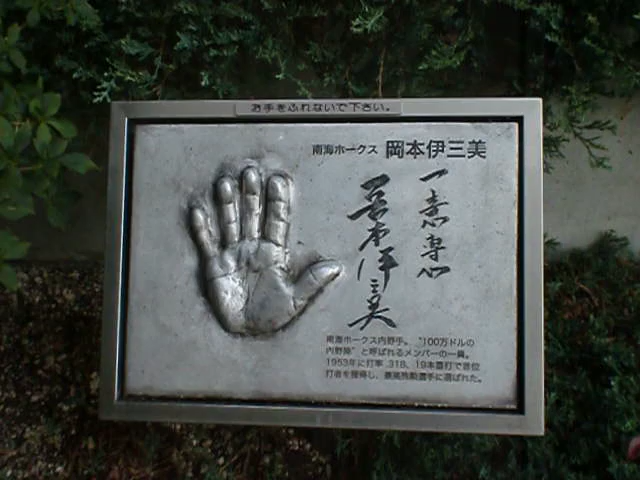 お手をふれないで下さい。
南海ホークス 岡本伊三美
一意専心
岡本伊三美
南海ホークス内野手。“100万ドルの
内野陣”と呼ばれるメンバーの一員。
1953年に打率.318、19本塁打で首位
打者を獲得し、最高殊勲選手に選ばれた。